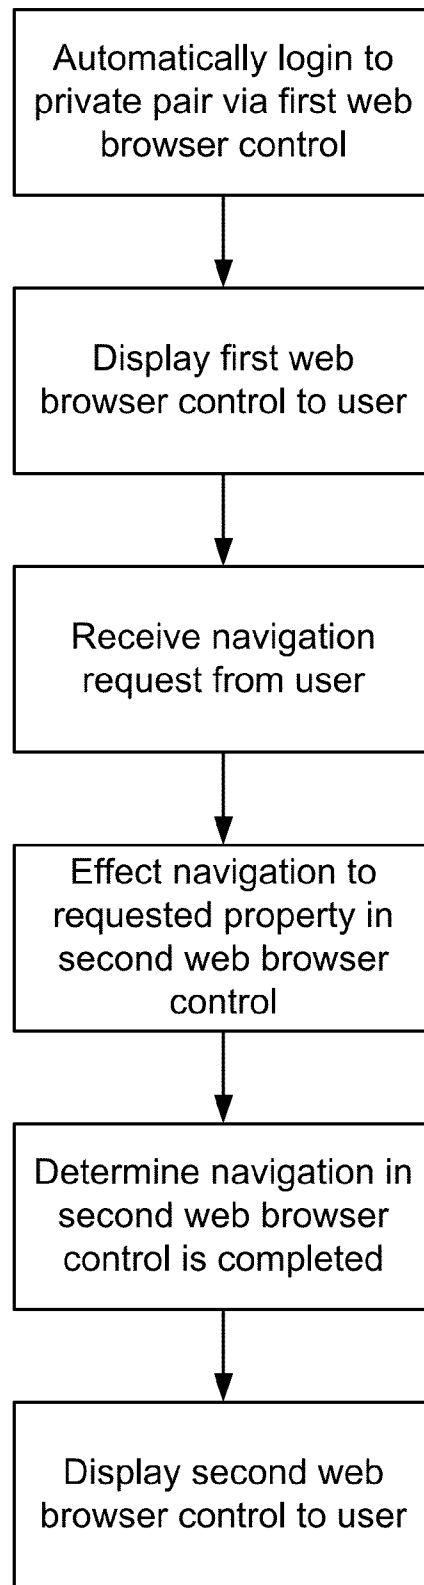 Automatically login to
private pair via first web
browser control
Display first web
browser control to user
Receive navigation
request from user
Effect navigation to
requested property in
second web browser
control
Determine navigation in
second web browser
control is completed
Display second web
browser control to user